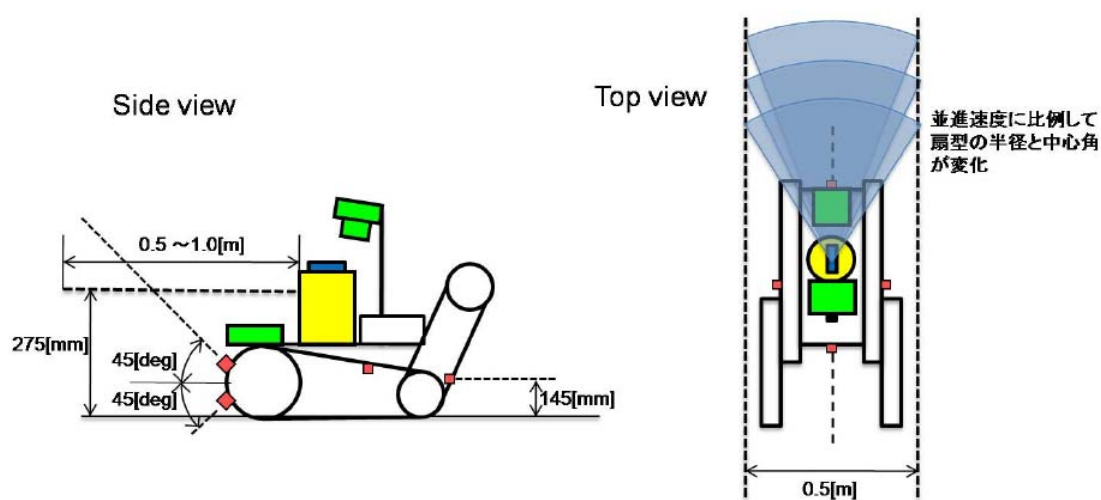 Side view
Top view
並進速度に比例して
扇型の半径と中心角
が変化
0.5 ～1.0[m]
275[mm]
45[deg]
45[deg]
145[mm]
0.5[m]